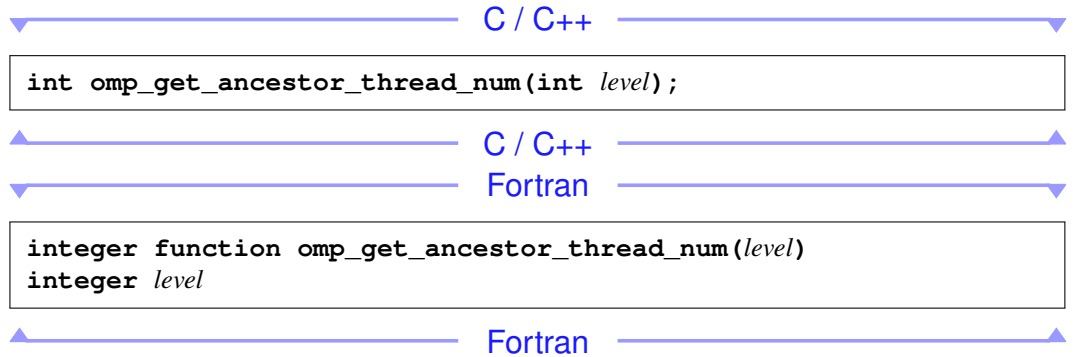 C / C++
int omp_get_ancestor_thread_num(int level);
C / C++
Fortran
integer function omp_get_ancestor_thread_num(level)
integer level
Fortran